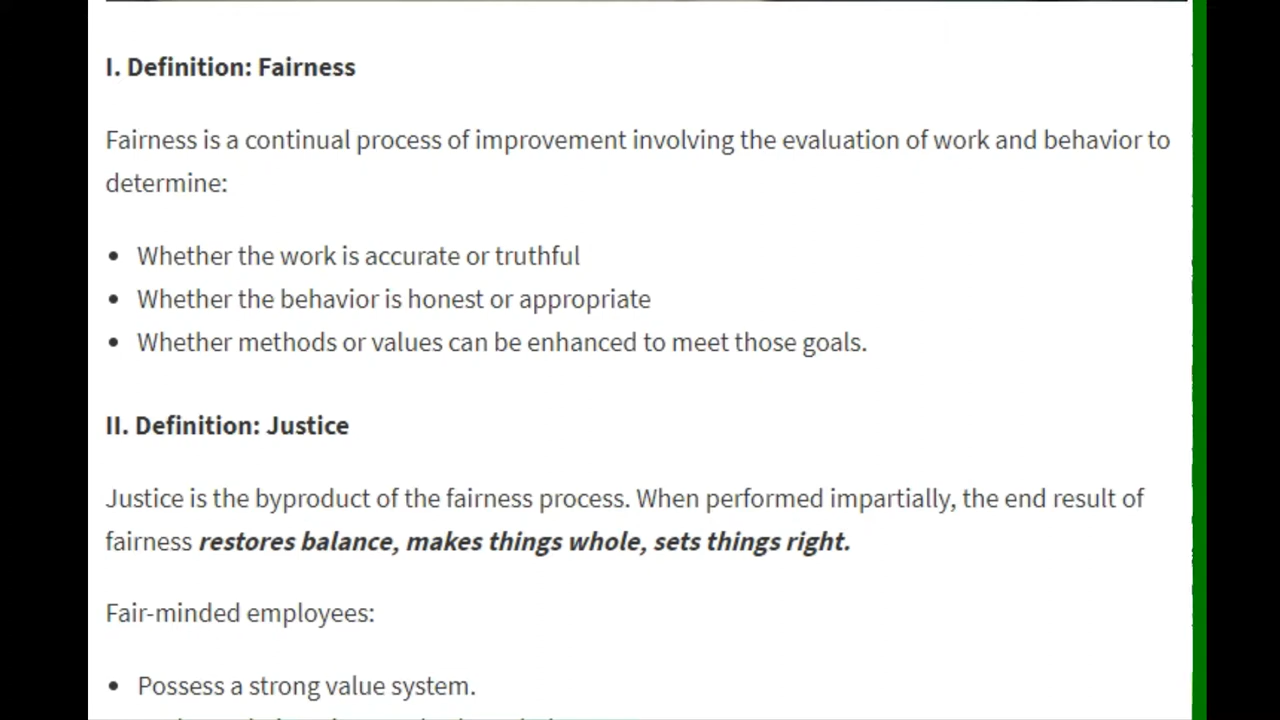 I. Definition: Fairness
Fairness is a continual process of improvement involving the evaluation of work and behavior to
determine:
• Whether the work is accurate or truthful
• Whether the behavior is honest or appropriate
• Whether methods or values can be enhanced to meet those goals.
II. Definition: Justice
Justice is the byproduct of the fairness process. When performed impartially, the end result of
fairness restores balance, makes things whole, sets things right.
Fair-minded employees:
• Possess a strong value system.